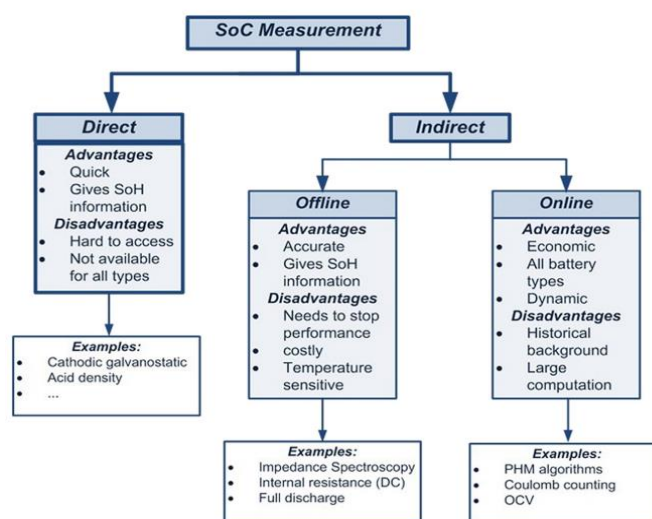 SoC Measurement
Direct
Advantages
• Quick
• Gives SoH
information
Disadvantages
• Hard to access
• Not available
for all types
Examples:
• Cathodic galvanostatic
• Acid density
• ...
Indirect
Offline
Advantages
• Accurate
• Gives SoH
information
Disadvantages
• Needs to stop
performance
• costly
• Temperature
sensitive
Examples:
• Impedance Spectroscopy
• Internal resistance (DC)
• Full discharge
Online
Advantages
• Economic
• All battery
types
• Dynamic
Disadvantages
• Historical
background
• Large
computation
Examples:
• PHM algorithms
• Coulomb counting
• OCV